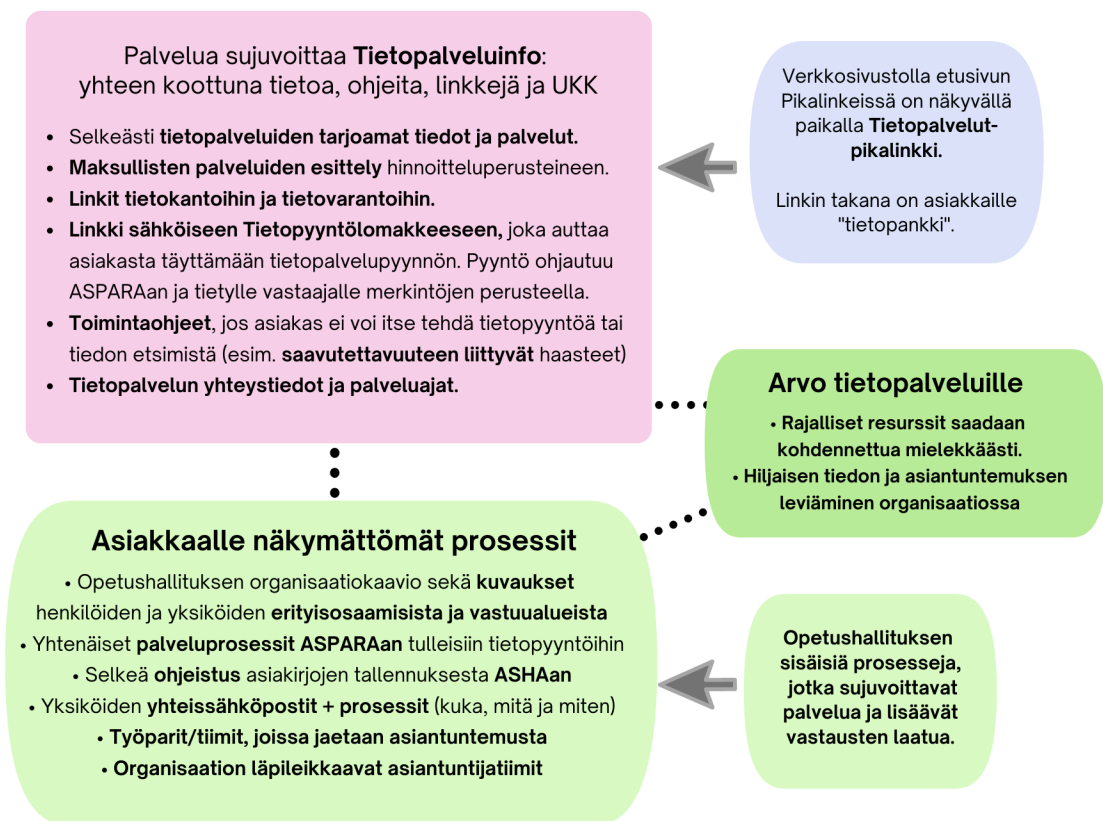 Palvelua sujuvoittaa Tietopalveluinfo:
yhteen koottuna tietoa, ohjeita, linkkejä ja UKK
• Selkeästi tietopalveluiden tarjoamat tiedot ja palvelut.
• Maksullisten palveluiden esittely hinnoitteluperusteineen.
• Linkit tietokantoihin ja tietovarantoihin.
• Linkki sähköiseen Tietopyyntölomakkeeseen, joka auttaa
asiakasta täyttämään tietopalvelupyynnön. Pyyntö ohjautuu
ASPARAan ja tietylle vastaajalle merkintöjen perusteella.
• Toimintaohjeet, jos asiakas ei voi itse tehdä tietopyyntöä tai
tiedon etsimistä (esim. saavutettavuuteen liittyvät haasteet)
• Tietopalvelun yhteystiedot ja palveluajat.
Verkkosivustolla etusivun
Pikalinkeissä on näkyvällä
paikalla Tietopalvelut-
pikalinkki.
Linkin takana on asiakkaille
"tietopankki".
Arvo tietopalveluille
• Rajalliset resurssit saadaan
kohdennettua mielekkäästi.
• Hiljaisen tiedon ja asiantuntemuksen
leviäminen organisaatiossa
Asiakkaalle näkymättömät prosessit
• Opetushallituksen organisaatiokaavio sekä kuvaukset
henkilöiden ja yksiköiden erityisosaamisista ja vastuualueista
• Yhtenäiset palveluprosessit ASPARAan tulleisiin tietopyyntöihin
• Selkeä ohjeistus asiakirjojen tallennuksesta ASHAan
• Yksiköiden yhteissähköpostit + prosessit (kuka, mitä ja miten)
• Työparit/tiimit, joissa jaetaan asiantuntemusta
• Organisaation läpileikkaavat asiantuntijatiimit
Opetushallituksen
sisäisiä prosesseja,
jotka sujuvoittavat
palvelua ja lisäävät
vastausten laatua.